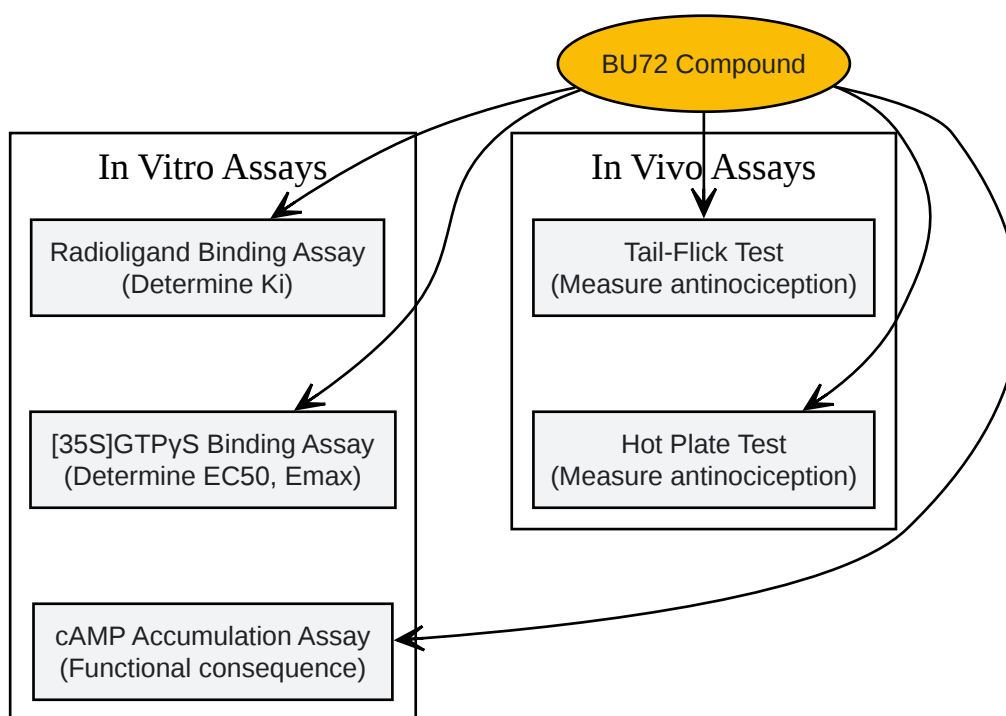 BU72 Compound
In Vitro Assays
Radioligand Binding Assay
(Determine Ki)
[35S]GTPγS Binding Assay
(Determine EC50, Emax)
cAMP Accumulation Assay
(Functional consequence)
In Vivo Assays
Tail-Flick Test
(Measure antinociception)
Hot Plate Test
(Measure antinociception)